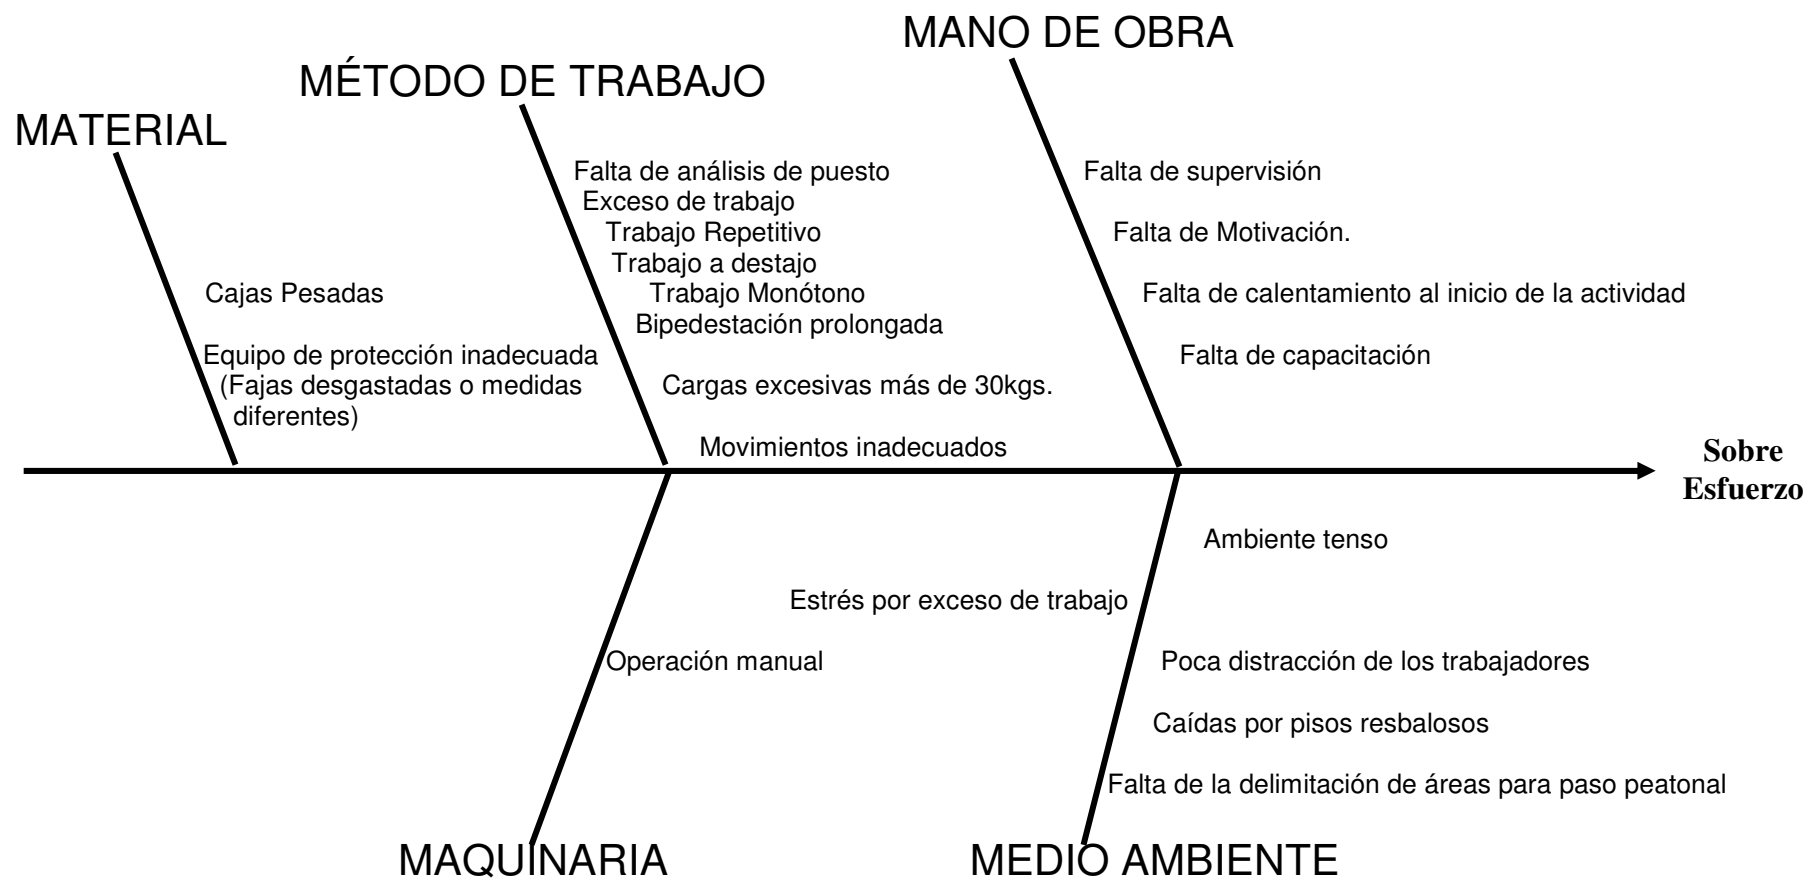 MANO DE OBRA
MÉTODO DE TRABAJO
MATERIAL
Falta de análisis de puesto
Exceso de trabajo
Trabajo Repetitivo
Trabajo a destajo
Trabajo Monótono
Bipedestación prolongada
Cargas excesivas más de 30kgs.
Movimientos inadecuados
Falta de supervisión
Falta de Motivación.
Falta de calentamiento al inicio de la actividad
Falta de capacitación
Cajas Pesadas
Equipo de protección inadecuada
(Fajas desgastadas o medidas
diferentes)
Sobre
Esfuerzo
Ambiente tenso
Estrés por exceso de trabajo
Operación manual
Poca distracción de los trabajadores
Caídas por pisos resbalosos
Falta de la delimitación de áreas para paso peatonal
MAQUINARIA
MEDIO AMBIENTE